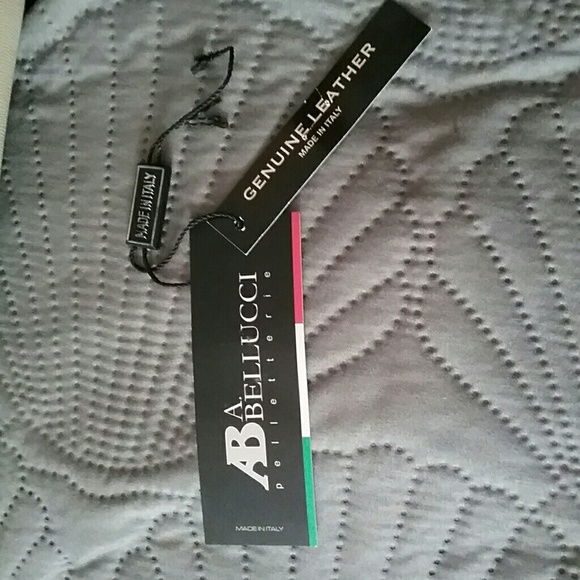 GENUINE LEATHER
MADE IN ITALY
MADE IN ITALY
AB A.
BELLUCCI
pelletterie
MADE IN ITALY